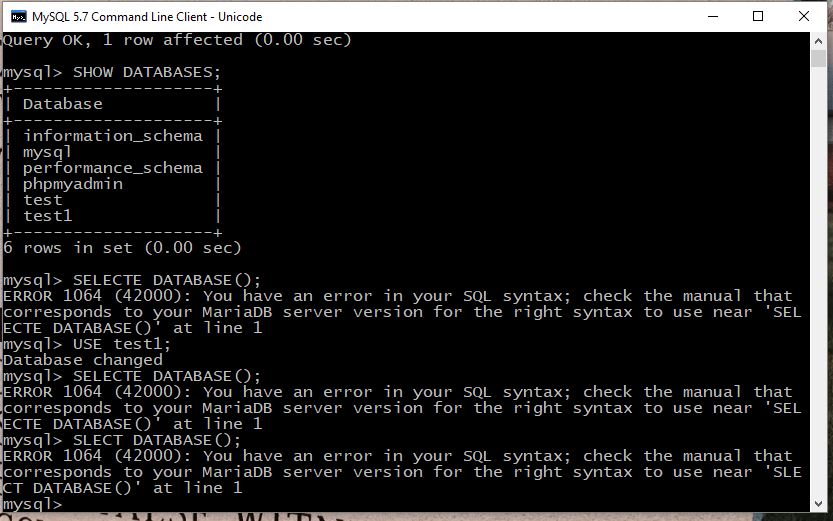 MySQL 5.7 Command Line Client - Unicode
Query OK, 1 row affected (0.00 sec)
mysql> SHOW DATABASES;
+--------------------+
| Database           |
+--------------------+
| information_schema |
| mysql              |
| performance_schema |
| phpmyadmin         |
| test               |
| test1              |
+--------------------+
6 rows in set (0.00 sec)
mysql> SELECTE DATABASE();
ERROR 1064 (42000): You have an error in your SQL syntax; check the manual that
corresponds to your MariaDB server version for the right syntax to use near 'SEL
ECTE DATABASE()' at line 1
mysql> USE test1;
Database changed
mysql> SELECTE DATABASE();
ERROR 1064 (42000): You have an error in your SQL syntax; check the manual that
corresponds to your MariaDB server version for the right syntax to use near 'SEL
ECTE DATABASE()' at line 1
mysql> SLECT DATABASE();
ERROR 1064 (42000): You have an error in your SQL syntax; check the manual that
corresponds to your MariaDB server version for the right syntax to use near 'SLE
CT DATABASE()' at line 1
mysql>